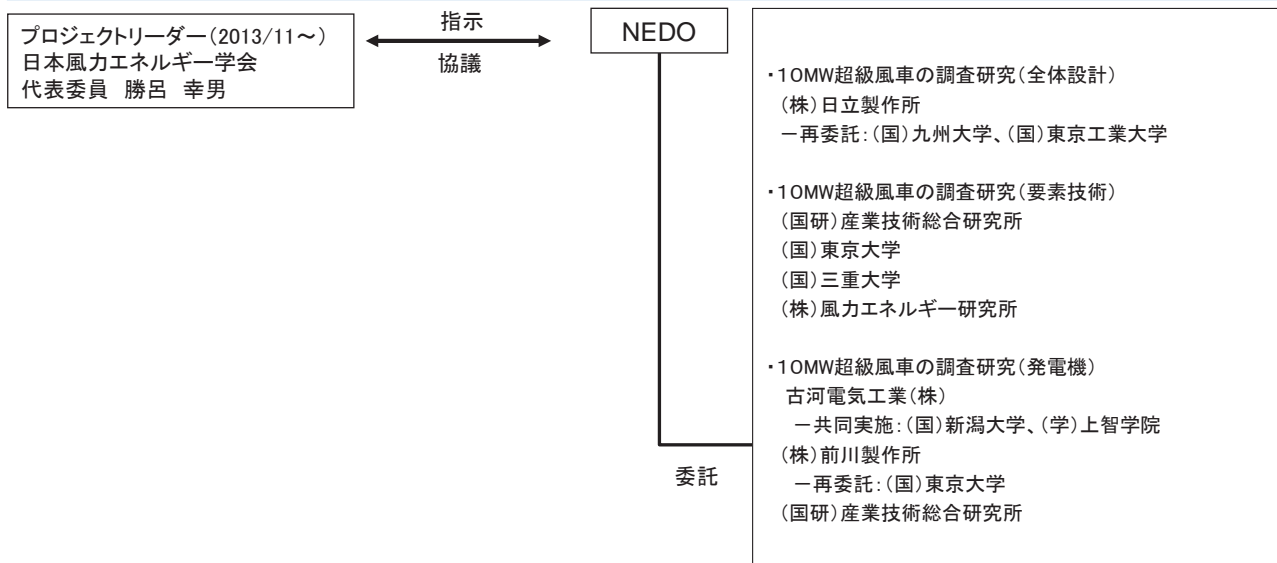 プロジェクトリーダー(2013/11～)
日本風力エネルギー学会
代表委員 勝呂 幸男
指示
協議
NEDO
委託
・10MW超級風車の調査研究(全体設計)
(株)日立製作所
－再委託：(国)九州大学、(国)東京工業大学
・10MW超級風車の調査研究(要素技術)
(国研)産業技術総合研究所
(国)東京大学
(国)三重大学
(株)風力エネルギー研究所
・10MW超級風車の調査研究(発電機)
古河電気工業(株)
－共同実施：(国)新潟大学、(学)上智学院
(株)前川製作所
－再委託：(国)東京大学
(国研)産業技術総合研究所